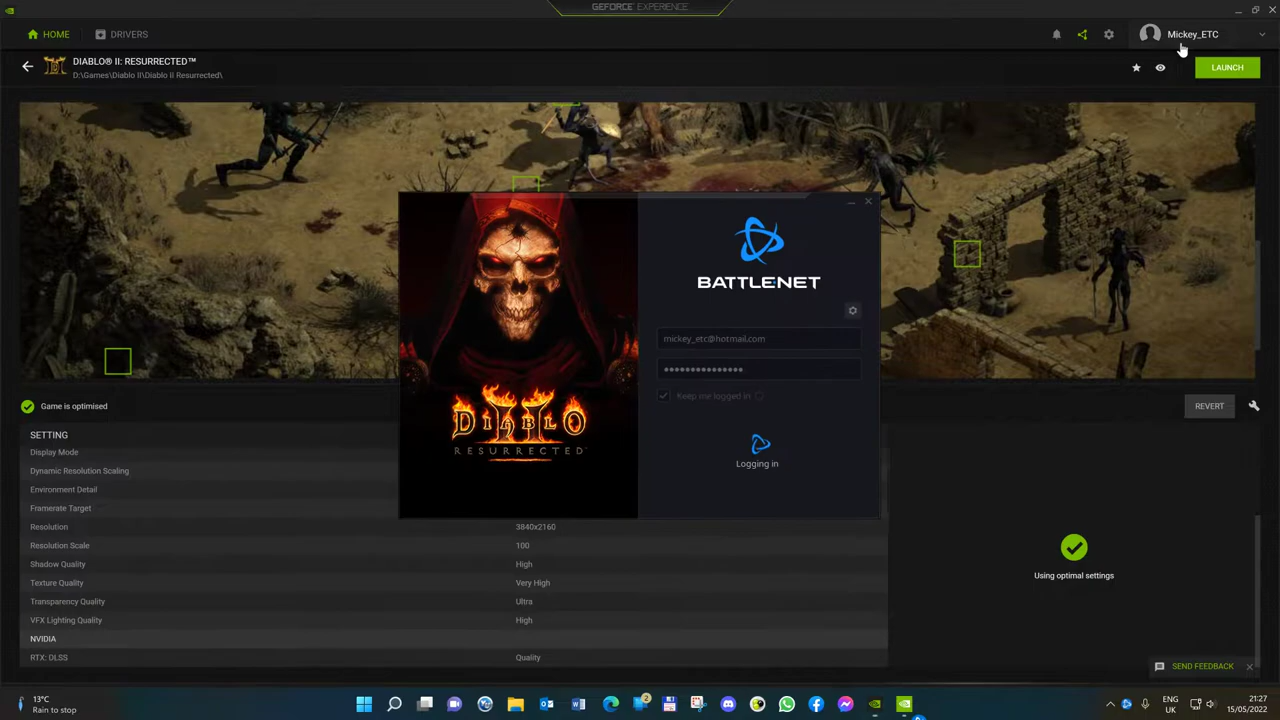 GEFORCE EXPERIENCE
HOME
DRIVERS
Mickey_ETC
DIABLO® II: RESURRECTED™
D:\Games\Diablo II\Diablo II Resurrected\
LAUNCH
BATTLE.NET
mickey_etc@hotmail.com
•••••••••••••••
Keep me logged in
Logging in
DIABLO II
RESURRECTED
Game is optimised
REVERT
SETTING
Display Mode
Dynamic Resolution Scaling
Environment Detail
Framerate Target
Resolution 3840x2160
Resolution Scale 100
Shadow Quality High
Texture Quality Very High
Transparency Quality Ultra
VFX Lighting Quality High
NVIDIA
RTX: DLSS Quality
Using optimal settings
SEND FEEDBACK
13°C
Rain to stop
2
ENG
UK
21:27
15/05/2022